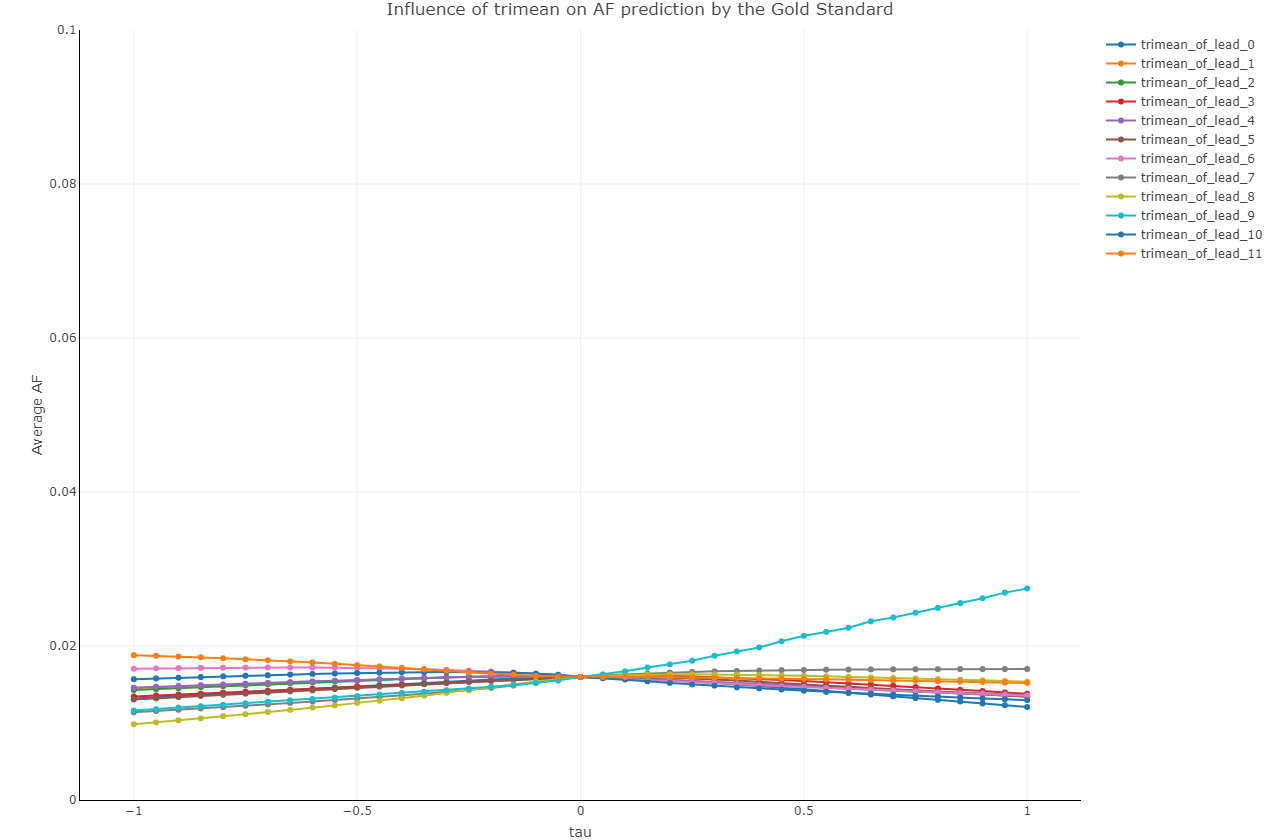 Influence of trimean on AF prediction by the Gold Standard
0.1
0.08
0.06
0.04
0.02
0
Average AF
−1
−0.5
0
0.5
1
tau
trimean_of_lead_0
trimean_of_lead_1
trimean_of_lead_2
trimean_of_lead_3
trimean_of_lead_4
trimean_of_lead_5
trimean_of_lead_6
trimean_of_lead_7
trimean_of_lead_8
trimean_of_lead_9
trimean_of_lead_10
trimean_of_lead_11